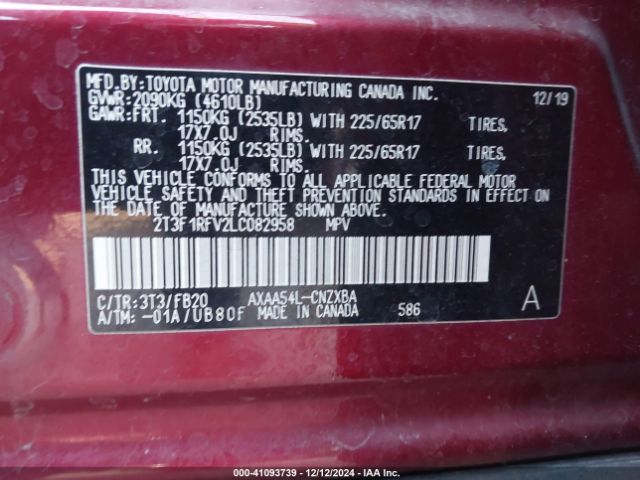 MFD.BY:TOYOTA MOTOR MANUFACTURING CANADA INC.
GVWR:2090KG (4610LB) 12/19
GAWR:FRT. 1150KG (2535LB) WITH 225/65R17 TIRES,
17X7.0J RIMS.
RR. 1150KG (2535LB) WITH 225/65R17 TIRES,
17X7.0J RIMS.
THIS VEHICLE CONFORMS TO ALL APPLICABLE FEDERAL MOTOR
VEHICLE SAFETY AND THEFT PREVENTION STANDARDS IN EFFECT ON
THE DATE OF MANUFACTURE SHOWN ABOVE.
2T3F1RFV2LC082958 MPV
C/TR:3T3/FB20 AXAA54L-CNZXBA
A/TM:-01A/UB80F MADE IN CANADA 586 A
000-41093739 - 12/12/2024 - IAA Inc.